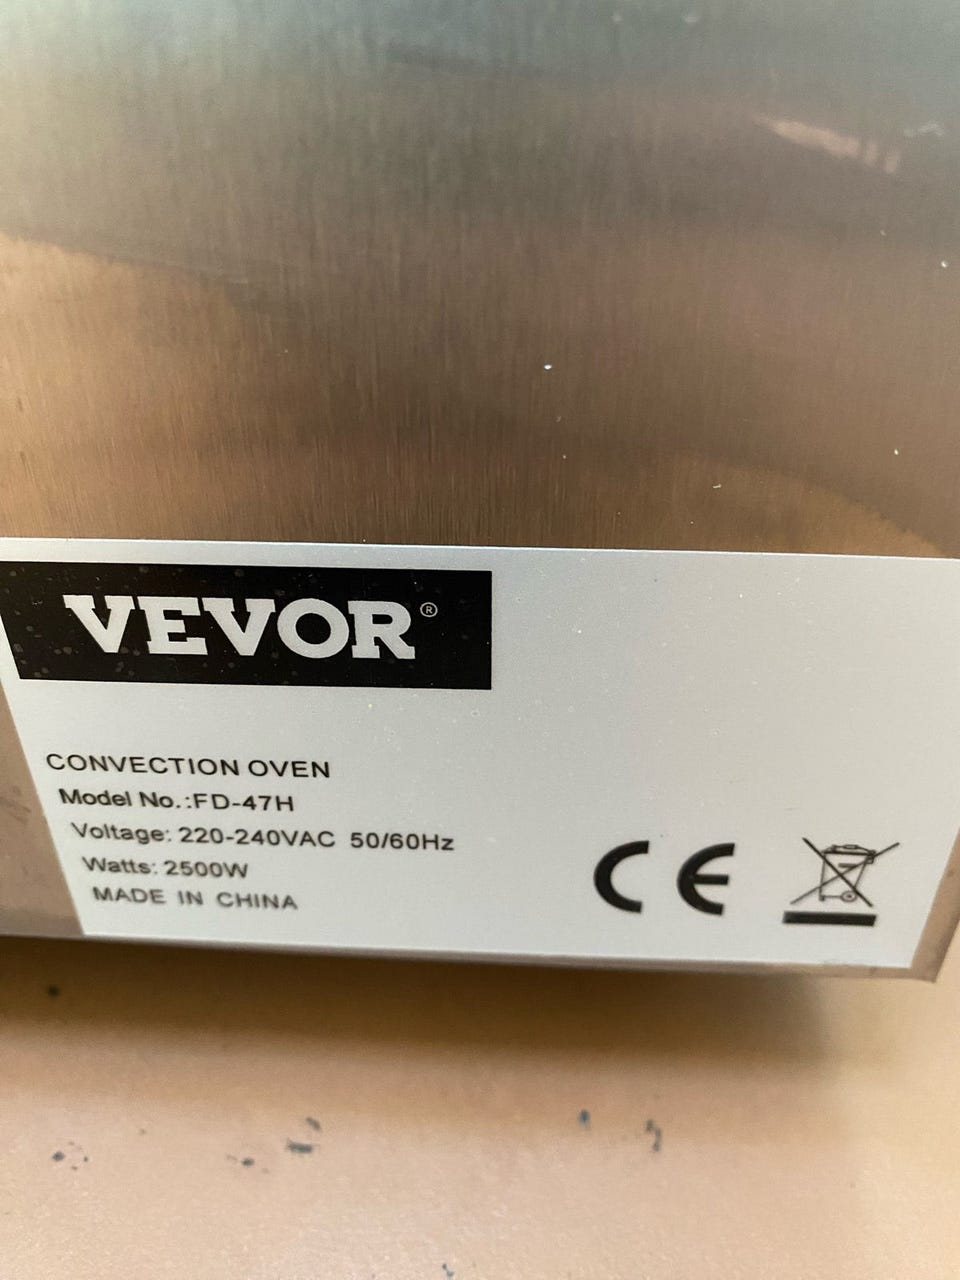 VEVOR®
CONVECTION OVEN
Model No.:FD-47H
Voltage: 220-240VAC 50/60Hz
Watts: 2500W
MADE IN CHINA
CE